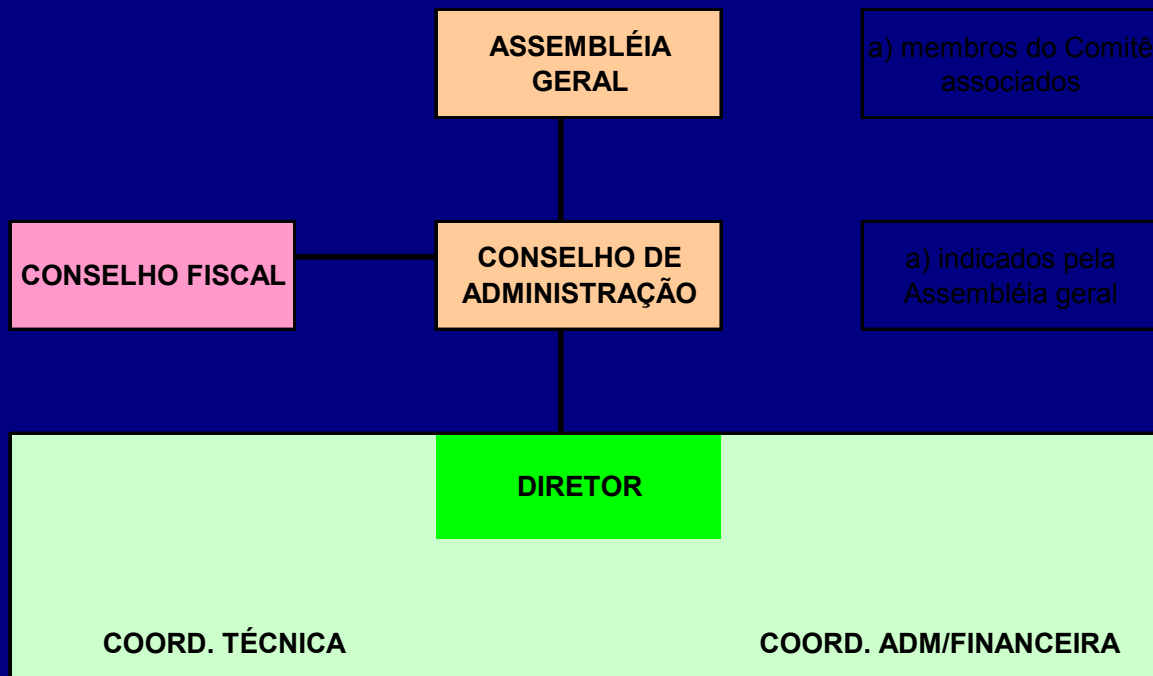 ASSEMBLÉIA
GERAL
a) membros do Comitê
associados
CONSELHO FISCAL
CONSELHO DE
ADMINISTRAÇÃO
a) indicados pela
Assembléia geral
DIRETOR
COORD. TÉCNICA
COORD. ADM/FINANCEIRA